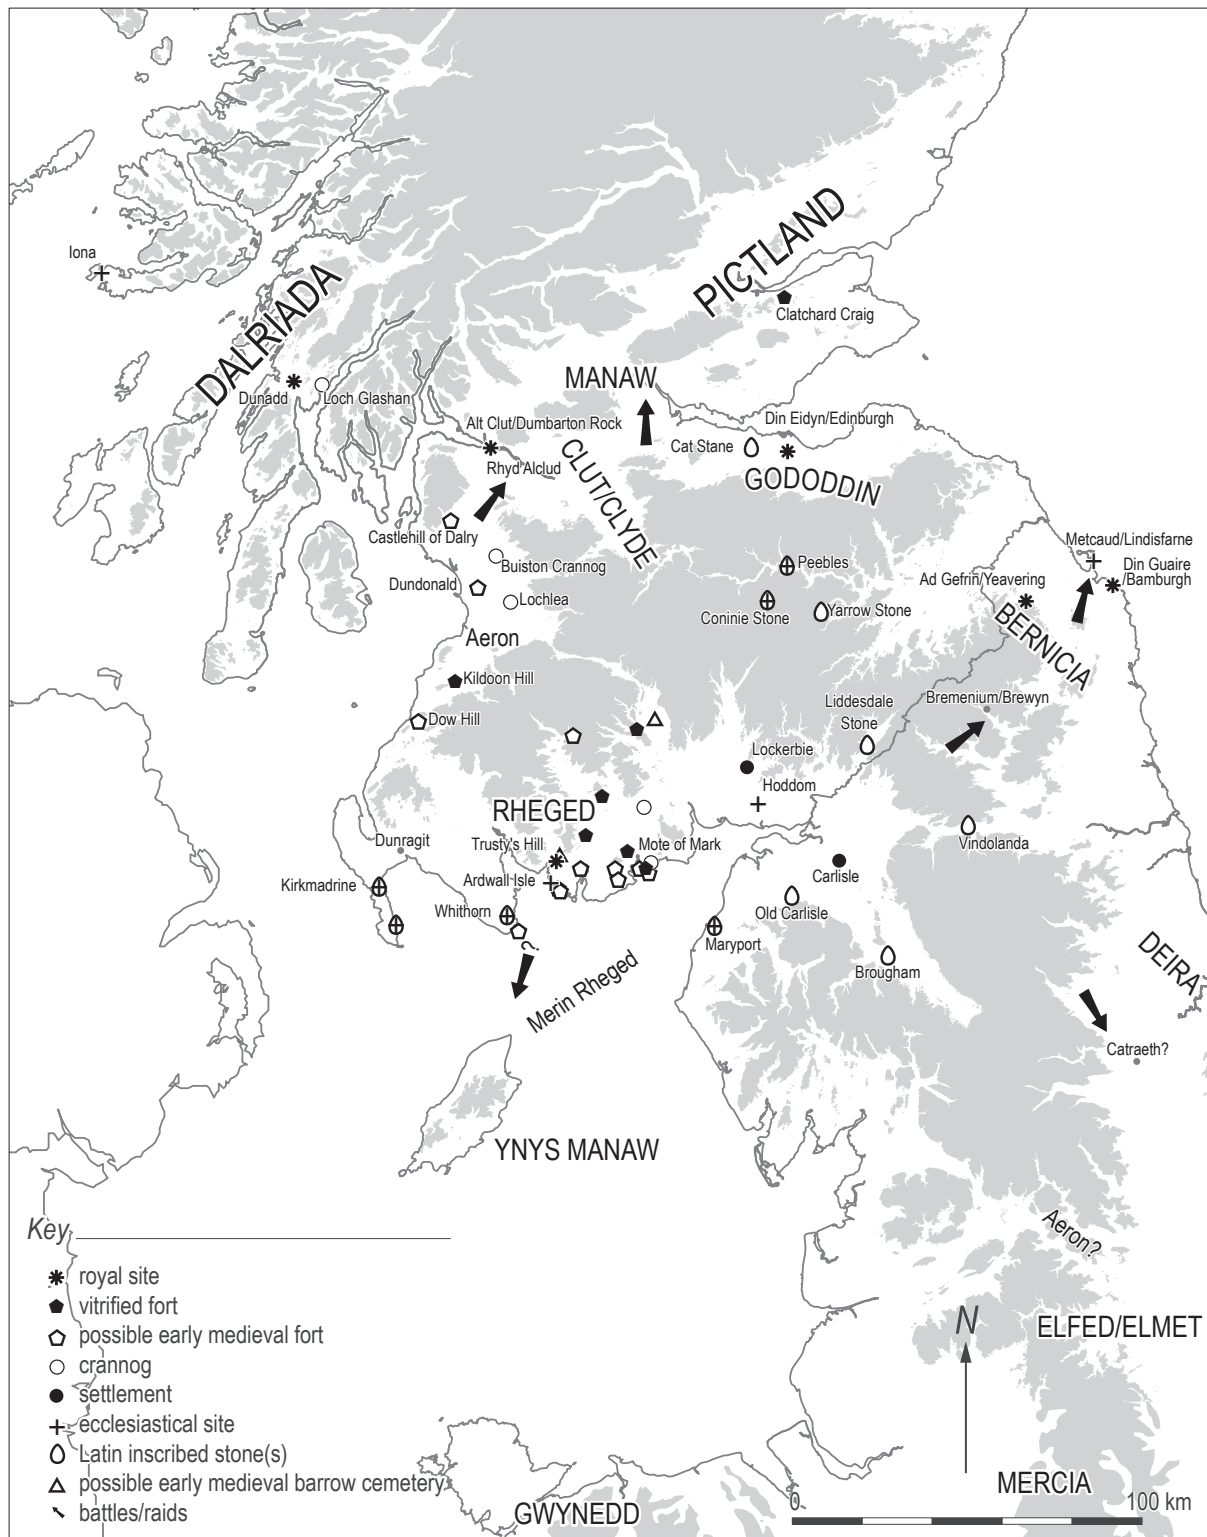 Iona
PICTLAND
DALRIADA
Clatchard Craig
MANAW
Dunadd
Loch Glashan
Alt Clut/Dumbarton Rock
Din Eidyn/Edinburgh
Cat Stane
CLUT/CLYDE
Rhyd Alclud
GODODDIN
Castlehill of Dalry
Metcaud/Lindisfarne
Buiston Crannog
Peebles
Din Guaire
/Bamburgh
Ad Gefrin/Yeavering
Dundonald
Lochlea
Coninie Stone
Yarrow Stone
BERNICIA
Aeron
Kildoon Hill
Liddesdale
Stone
Bremenium/Brewyn
Dow Hill
Lockerbie
Hoddom
RHEGED
Dunragit
Trusty's Hill
Mote of Mark
Vindolanda
Ardwall Isle
Carlisle
Kirkmadrine
Old Carlisle
Whithorn
Maryport
Brougham
DEIRA
Merin Rheged
Catraeth?
YNYS MANAW
Aeron?
Key
royal site
vitrified fort
possible early medieval fort
crannog
settlement
ecclesiastical site
Latin inscribed stone(s)
possible early medieval barrow cemetery
battles/raids
N
ELFED/ELMET
MERCIA
GWYNEDD
0
100 km